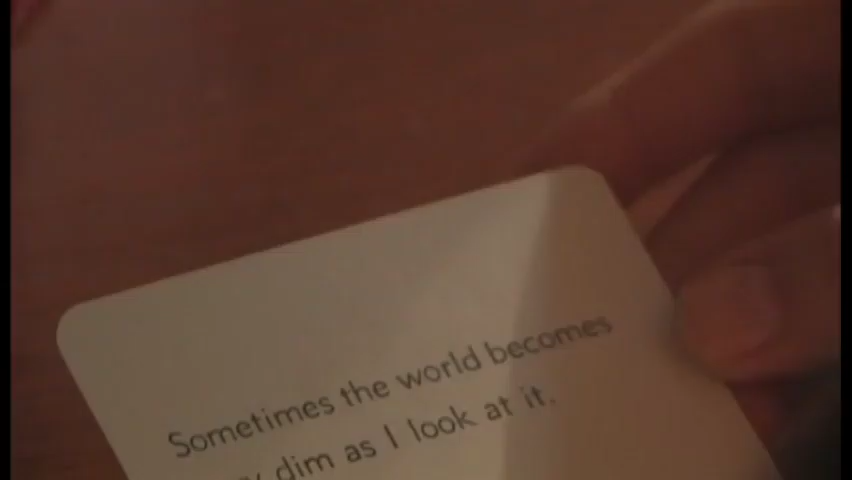 Sometimes the world becomes
dim as I look at it.